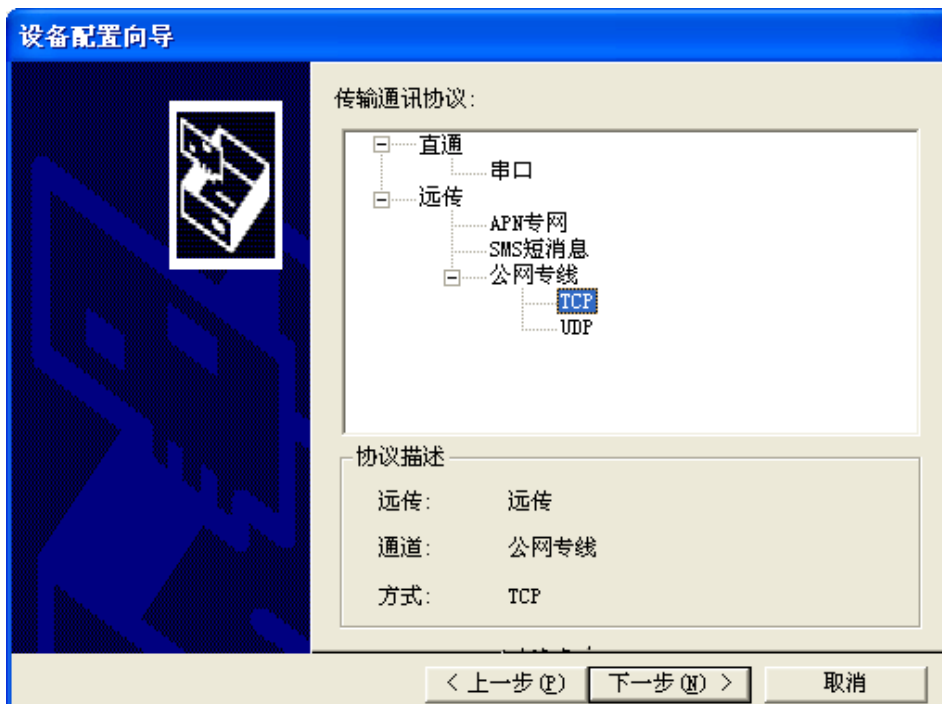 设备配置向导
传输通讯协议:
直通
串口
远传
APN专网
SMS短消息
公网专线
TCP
UDP
协议描述
远传: 远传
通道: 公网专线
方式: TCP
< 上一步(P) 下一步(N) > 取消